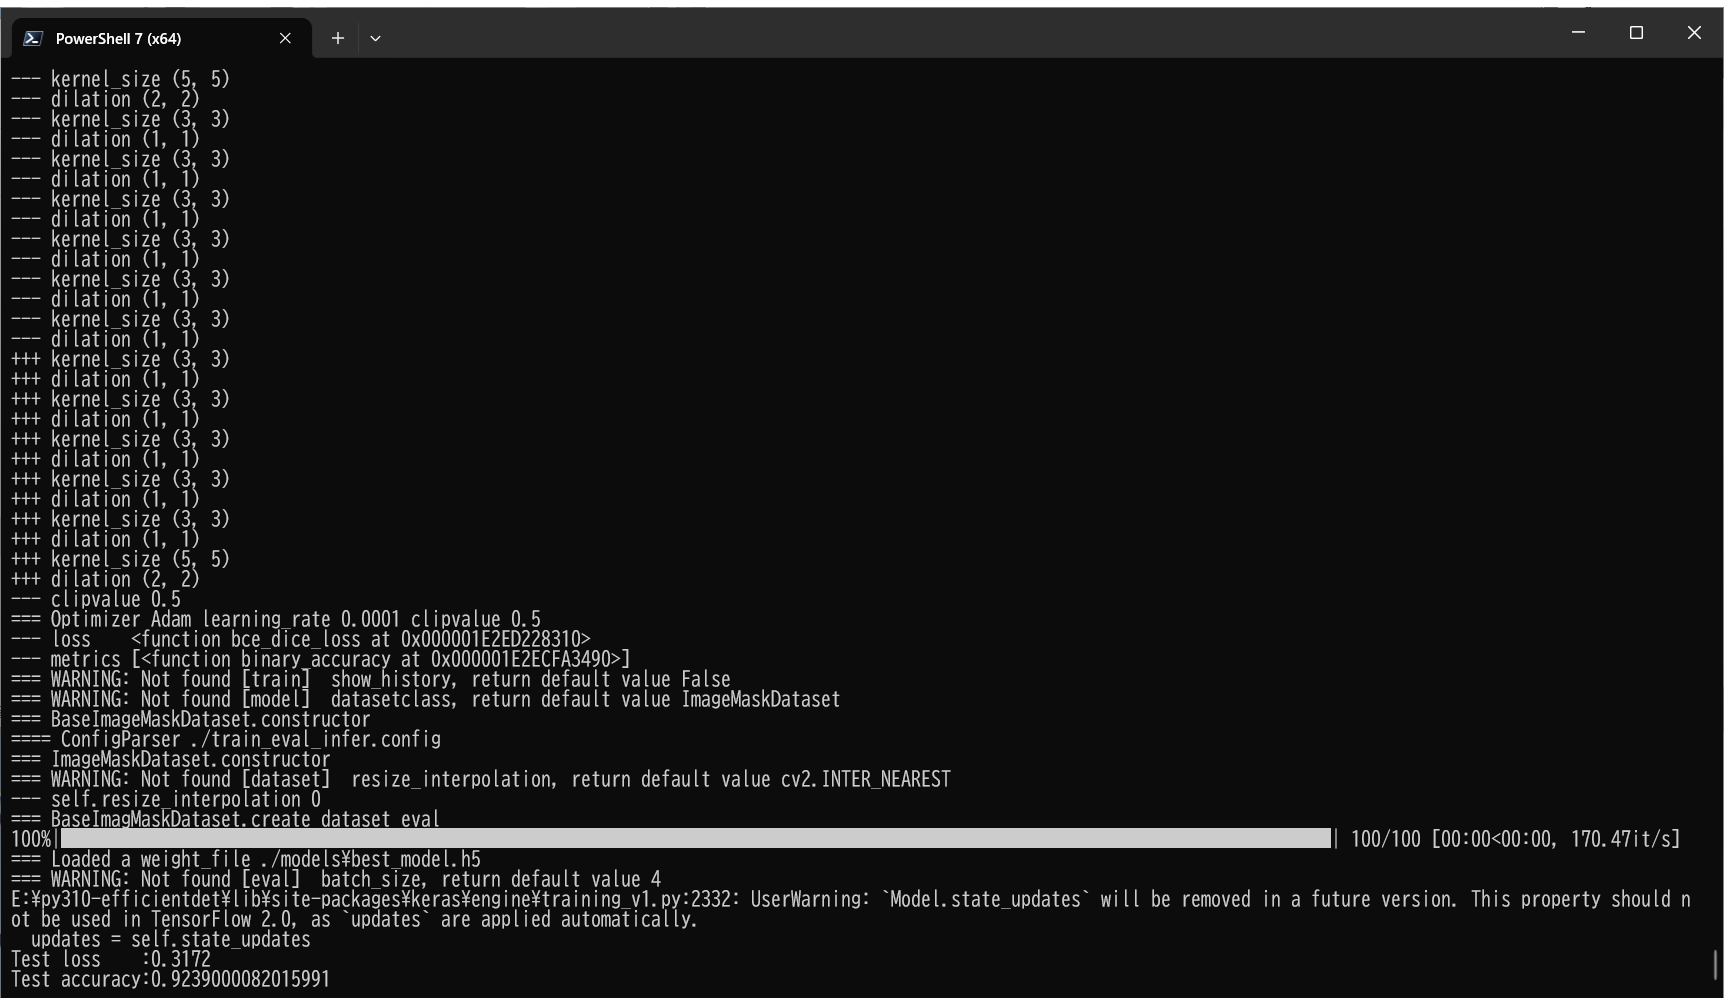 PowerShell 7 (x64)
--- kernel_size (5, 5)
--- dilation (2, 2)
--- kernel_size (3, 3)
--- dilation (1, 1)
--- kernel_size (3, 3)
--- dilation (1, 1)
--- kernel_size (3, 3)
--- dilation (1, 1)
--- kernel_size (3, 3)
--- dilation (1, 1)
--- kernel_size (3, 3)
--- dilation (1, 1)
--- kernel_size (3, 3)
--- dilation (1, 1)
+++ kernel_size (3, 3)
+++ dilation (1, 1)
+++ kernel_size (3, 3)
+++ dilation (1, 1)
+++ kernel_size (3, 3)
+++ dilation (1, 1)
+++ kernel_size (3, 3)
+++ dilation (1, 1)
+++ kernel_size (3, 3)
+++ dilation (1, 1)
+++ kernel_size (5, 5)
+++ dilation (2, 2)
--- clipvalue 0.5
=== Optimizer Adam learning_rate 0.0001 clipvalue 0.5
--- loss    <function bce_dice_loss at 0x000001E2ED228310>
--- metrics [<function binary_accuracy at 0x000001E2ECFA3490>]
=== WARNING: Not found [train]  show_history, return default value False
=== WARNING: Not found [model]  datasetclass, return default value ImageMaskDataset
=== BaseImageMaskDataset.constructor
==== ConfigParser ./train_eval_infer.config
=== ImageMaskDataset.constructor
=== WARNING: Not found [dataset]  resize_interpolation, return default value cv2.INTER_NEAREST
--- self.resize_interpolation 0
=== BaseImagMaskDataset.create dataset eval
100%| | 100/100 [00:00<00:00, 170.47it/s]
=== Loaded a weight_file ./models¥best_model.h5
=== WARNING: Not found [eval]  batch_size, return default value 4
E:¥py310-efficientdet¥lib¥site-packages¥keras¥engine¥training_v1.py:2332: UserWarning: `Model.state_updates` will be removed in a future version. This property should n
ot be used in TensorFlow 2.0, as `updates` are applied automatically.
  updates = self.state_updates
Test loss    :0.3172
Test accuracy:0.9239000082015991